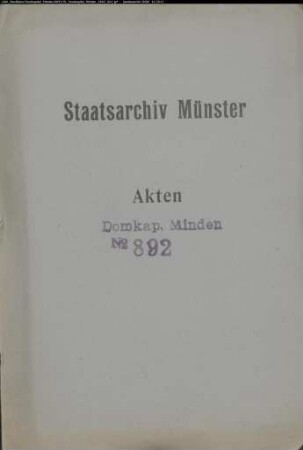 Staatsarchiv Münster
Akten
Domkap. Minden
№ 892